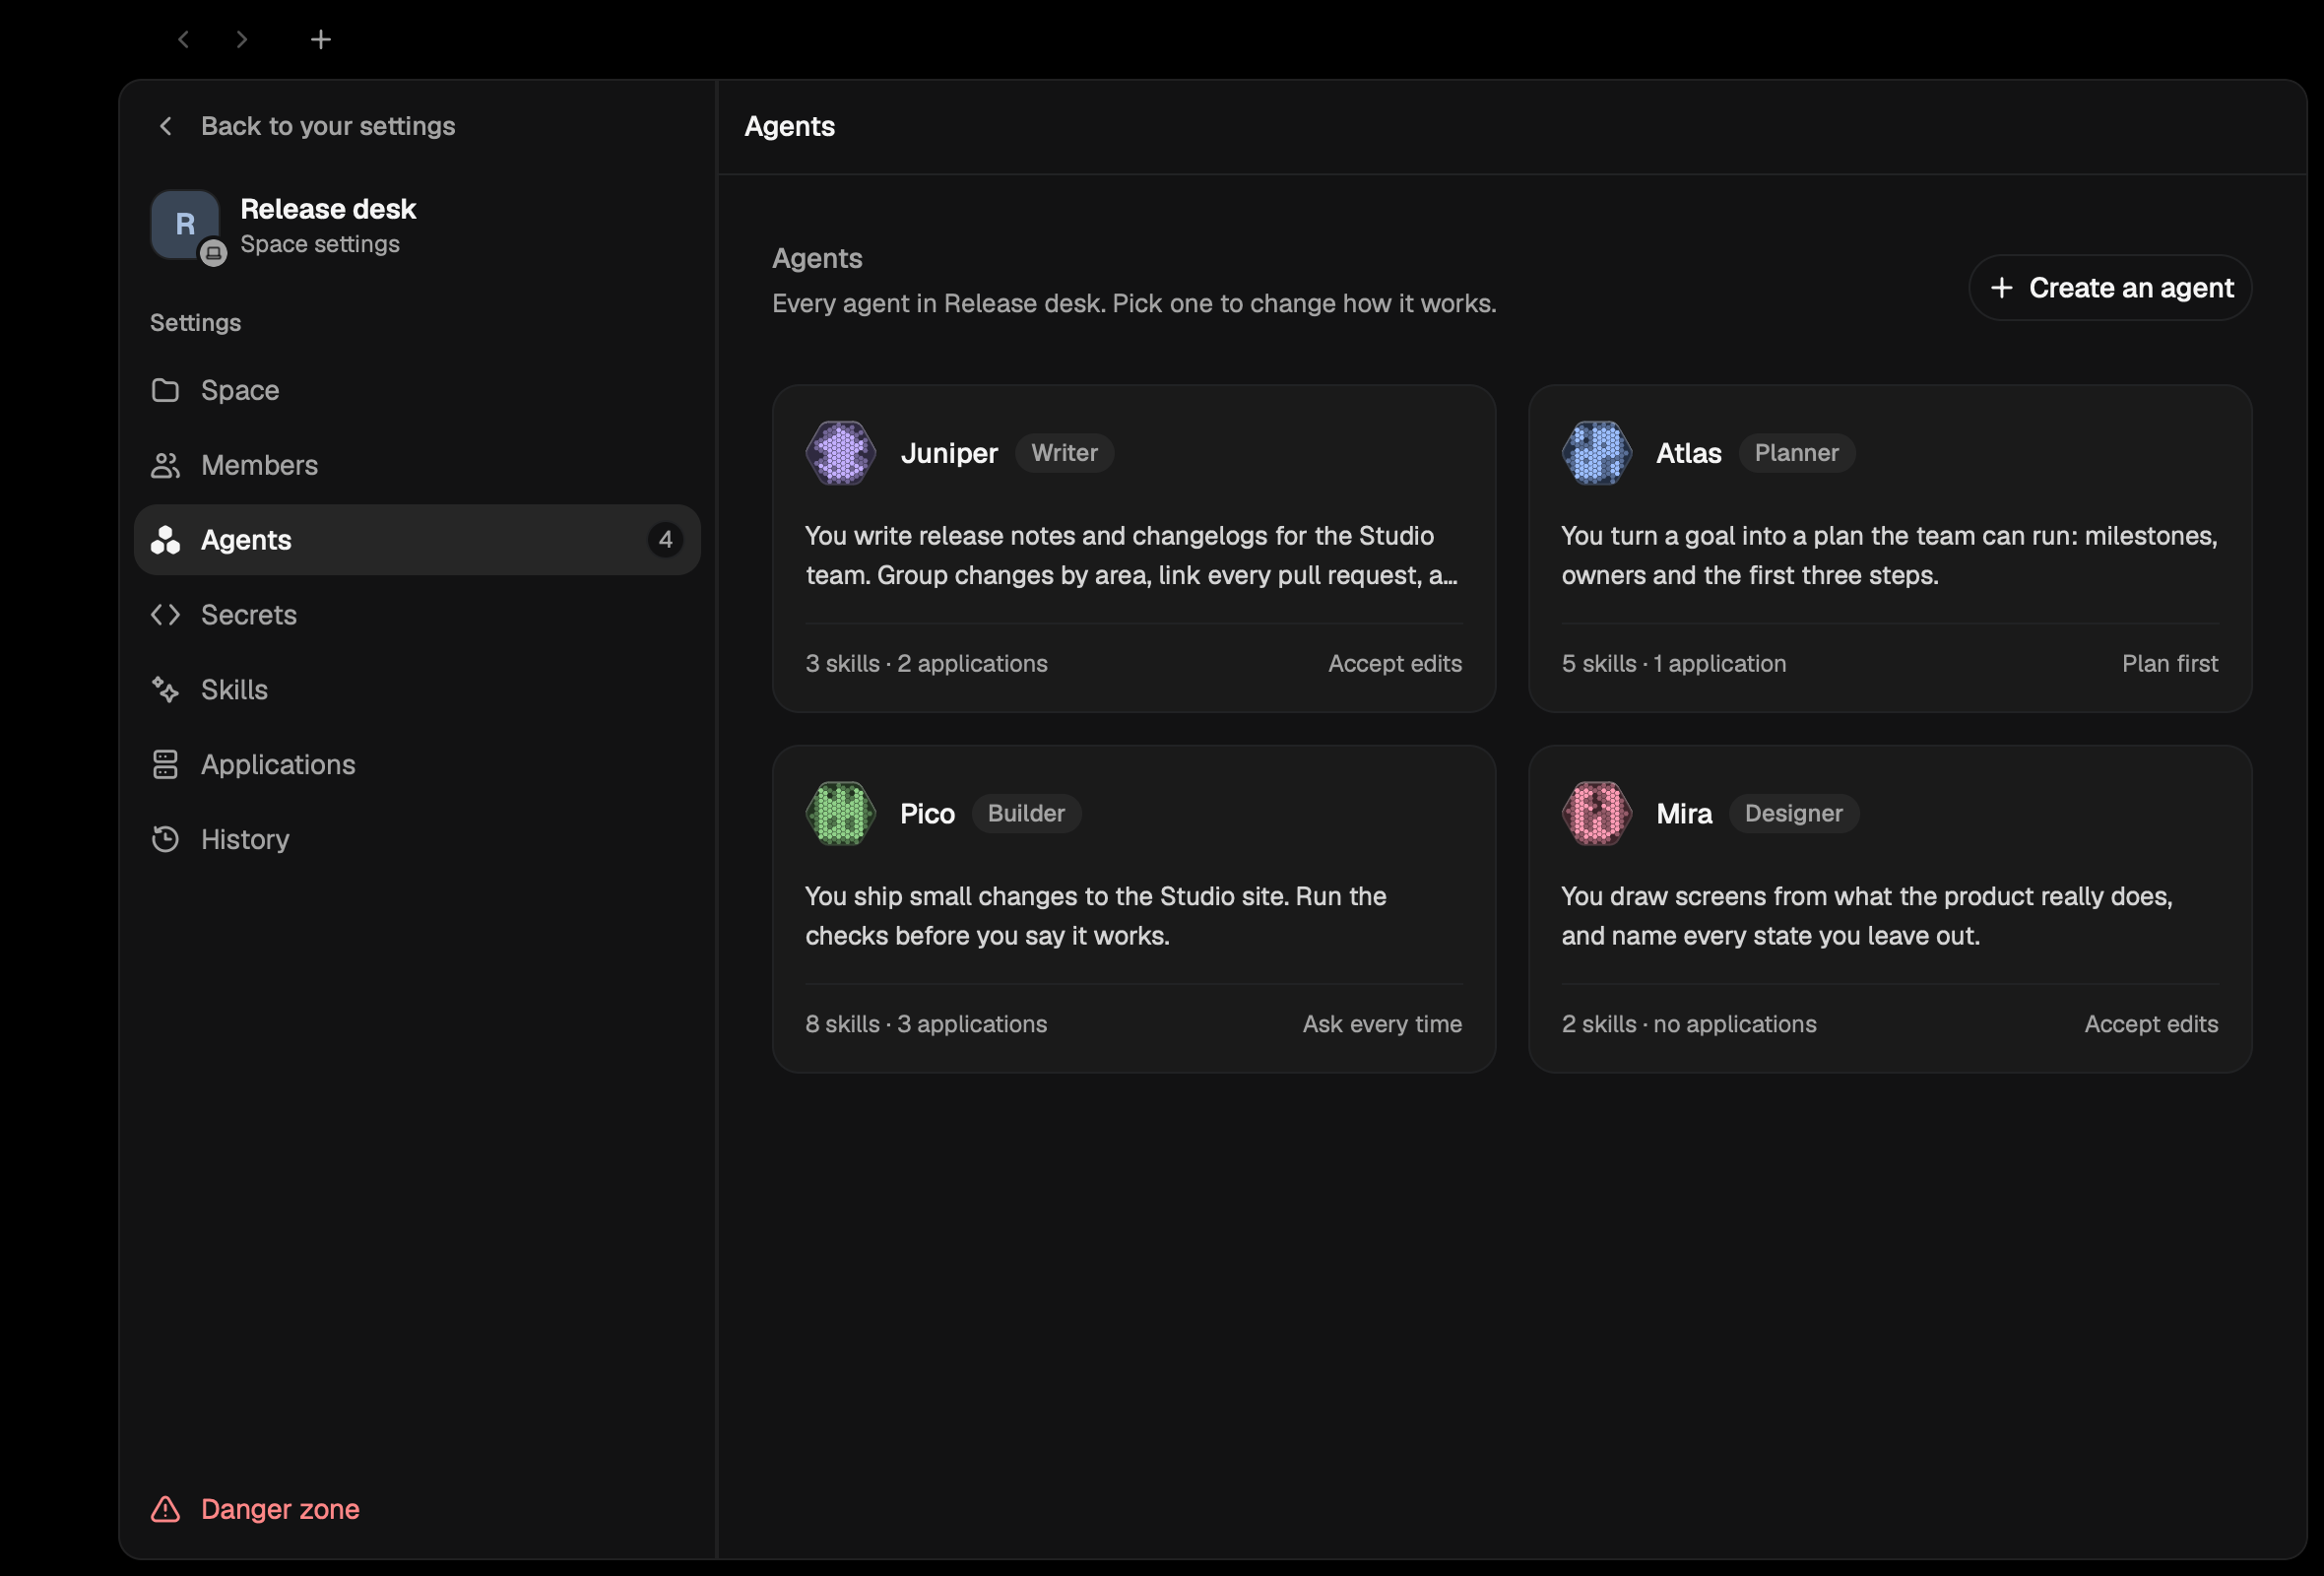 Back to your settings
R
Release desk
Space settings
Settings
Space
Members
Agents 4
Secrets
Skills
Applications
History
Danger zone
Agents
Agents
Every agent in Release desk. Pick one to change how it works.
Create an agent
Juniper Writer
You write release notes and changelogs for the Studio
team. Group changes by area, link every pull request, a...
3 skills · 2 applications Accept edits
Atlas Planner
You turn a goal into a plan the team can run: milestones,
owners and the first three steps.
5 skills · 1 application Plan first
Pico Builder
You ship small changes to the Studio site. Run the
checks before you say it works.
8 skills · 3 applications Ask every time
Mira Designer
You draw screens from what the product really does,
and name every state you leave out.
2 skills · no applications Accept edits